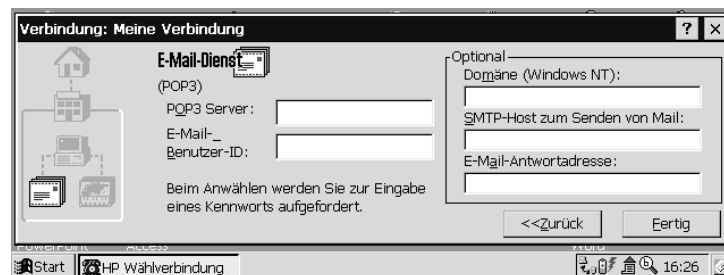 Verbindung: Meine Verbindung
E-Mail-Dienst
(POP3)
POP3 Server:
E-Mail-_
Benutzer-ID:
Beim Anwählen werden Sie zur Eingabe
eines Kennworts aufgefordert.
Optional
Domäne (Windows NT):
SMTP-Host zum Senden von Mail:
E-Mail-Antwortadresse:
<<Zurück
Fertig
PowerPoint
Access
Word
Start
HP Wählverbindung
16:26